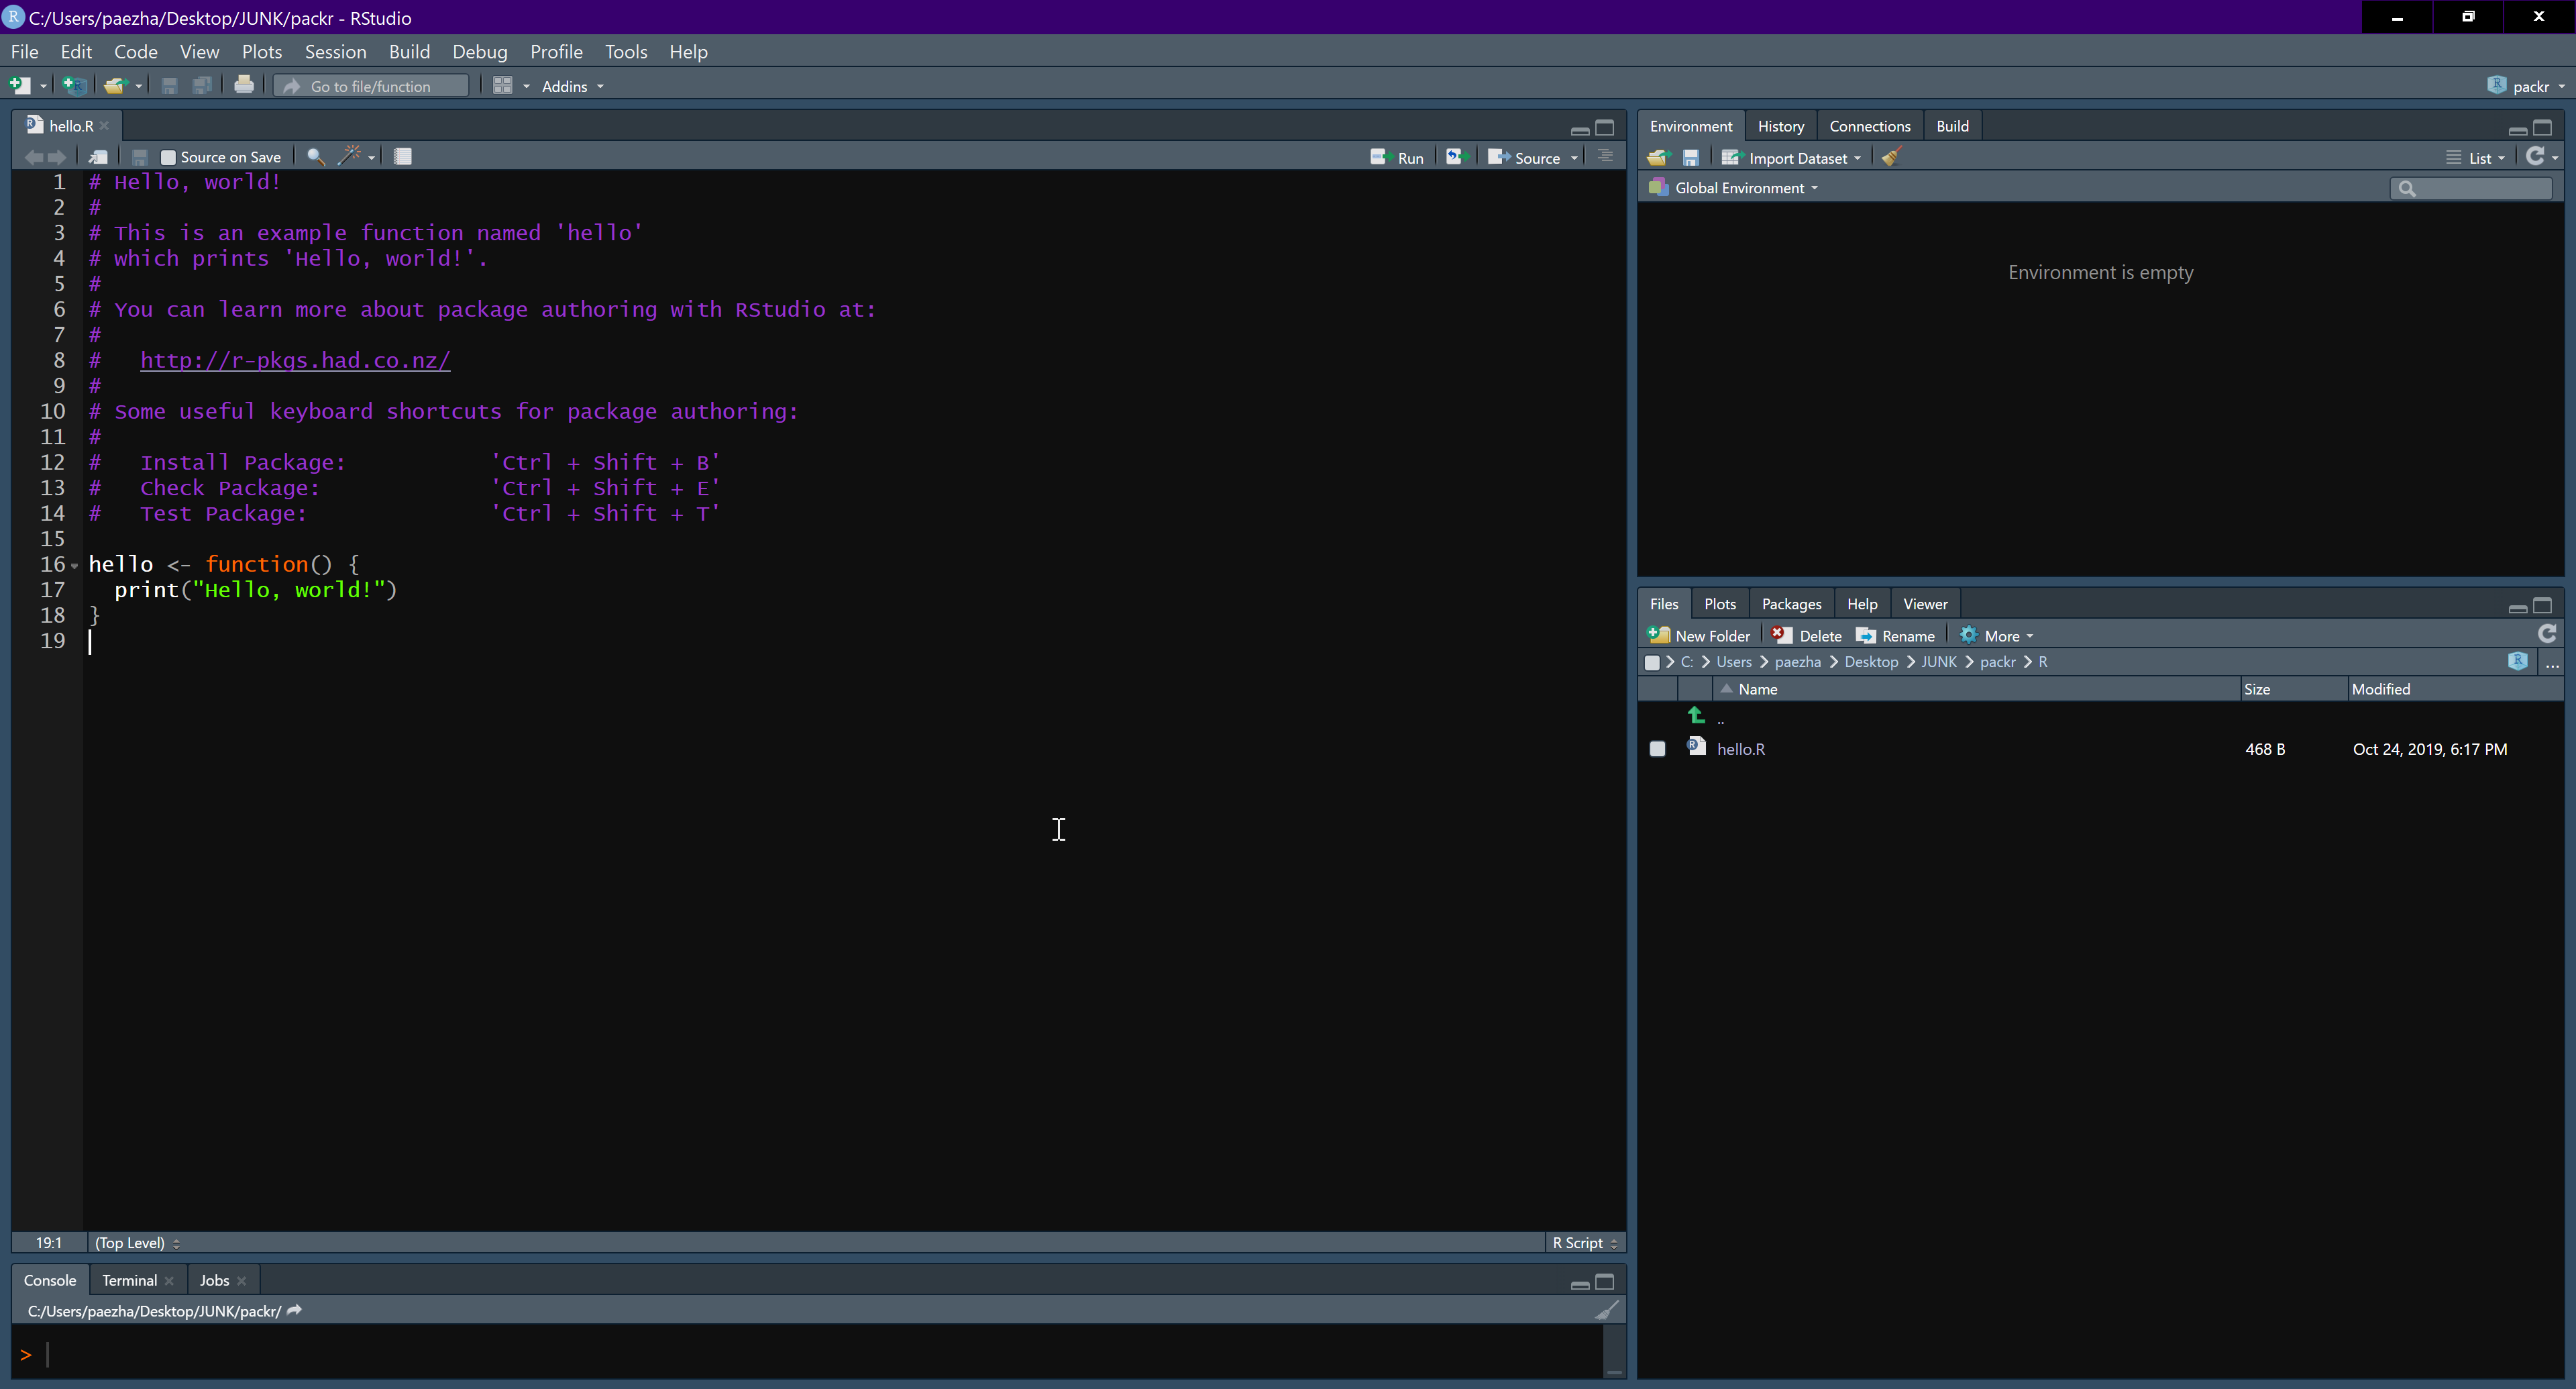 C:/Users/paezha/Desktop/JUNK/packr - RStudio
File Edit Code View Plots Session Build Debug Profile Tools Help
Go to file/function Addins packr
hello.R
Source on Save Run Source
1 # Hello, world!
2 #
3 # This is an example function named 'hello'
4 # which prints 'Hello, world!'.
5 #
6 # You can learn more about package authoring with RStudio at:
7 #
8 #   http://r-pkgs.had.co.nz/
9 #
10 # Some useful keyboard shortcuts for package authoring:
11 #
12 #   Install Package:           'Ctrl + Shift + B'
13 #   Check Package:             'Ctrl + Shift + E'
14 #   Test Package:              'Ctrl + Shift + T'
15
16 hello <- function() {
17   print("Hello, world!")
18 }
19
19:1 (Top Level) R Script
Console Terminal Jobs
C:/Users/paezha/Desktop/JUNK/packr/
>
Environment History Connections Build
Import Dataset List
Global Environment
Environment is empty
Files Plots Packages Help Viewer
New Folder Delete Rename More
C: Users paezha Desktop JUNK packr R ...
Name Size Modified
..
hello.R 468 B Oct 24, 2019, 6:17 PM